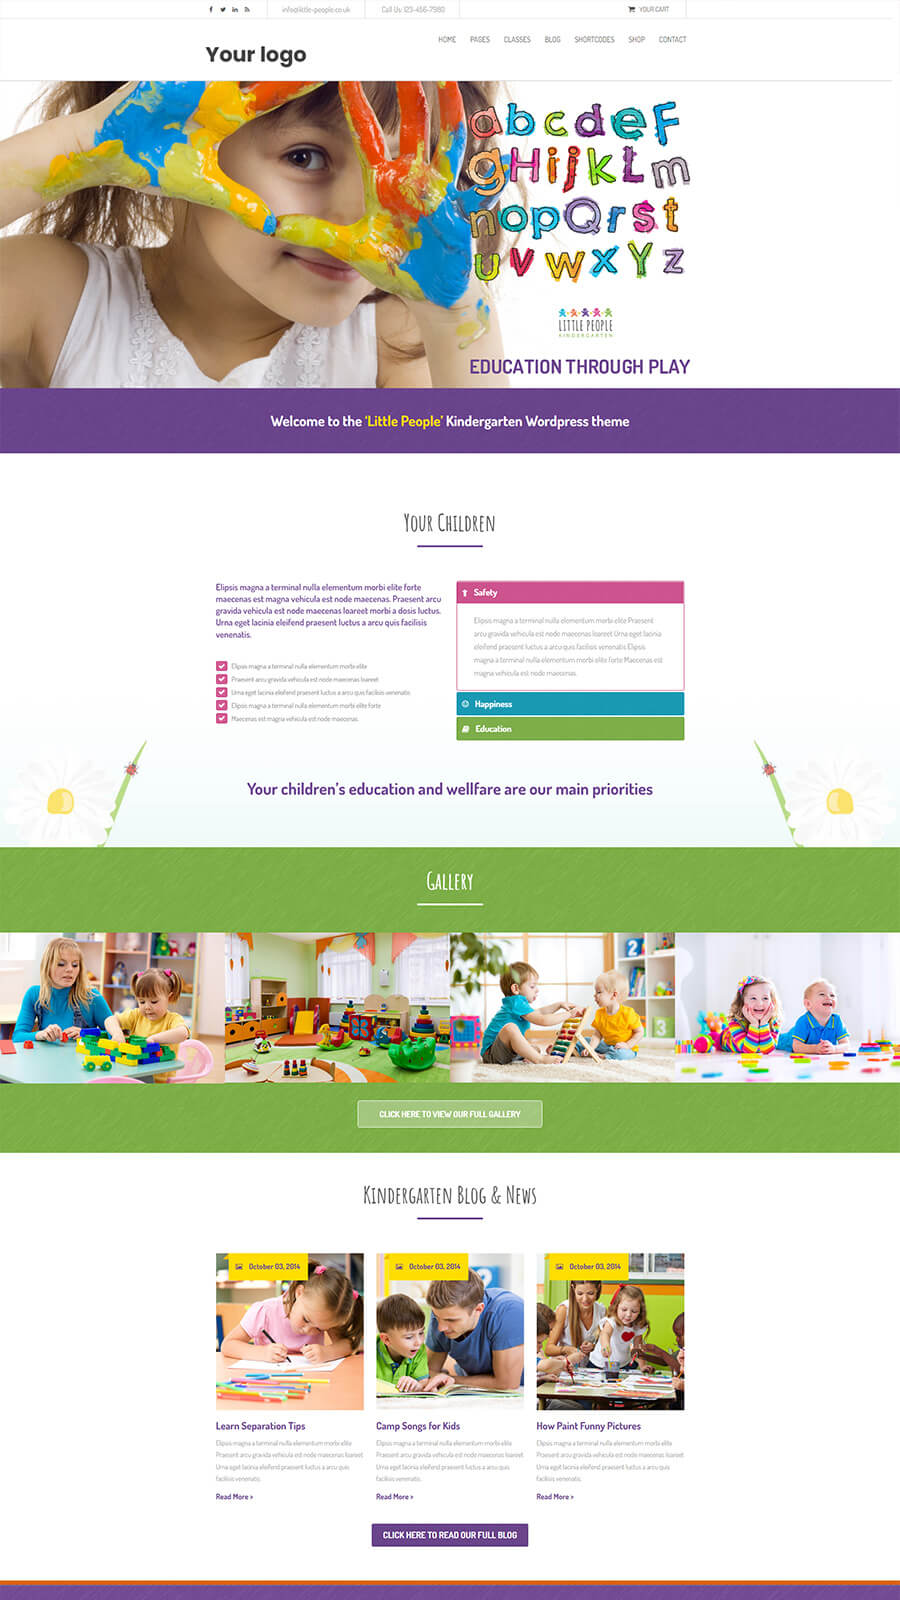 info@little-people.co.uk
Call Us: 123-456-7980
YOUR CART
Your logo
HOME PAGES CLASSES BLOG SHORTCODES SHOP CONTACT
abcdeF
gHijkLm
nopQrst
uvwxYz
LITTLE PEOPLE
KINDERGARTEN
EDUCATION THROUGH PLAY
Welcome to the ‘Little People’ Kindergarten Wordpress theme
YOUR CHILDREN
Elipsis magna a terminal nulla elementum morbi elite forte
maecenas est magna vehicula est node maecenas. Praesent arcu
gravida vehicula est node maecenas loareet morbi a dosis luctus.
Urna eget lacinia eleifend praesent luctus a arcu quis facilisis
venenatis.
Elipsis magna a terminal nulla elementum morbi elite
Praesent arcu gravida vehicula est node maecenas loareet
Urna eget lacinia eleifend praesent luctus a arcu quis facilisis venenatis
Elipsis magna a terminal nulla elementum morbi elite forte
Maecenas est magna vehicula est node maecenas.
Safety
Elipsis magna a terminal nulla elementum morbi elite Praesent
arcu gravida vehicula est node maecenas loareet Urna eget lacinia
eleifend praesent luctus a arcu quis facilisis venenatis Elipsis
magna a terminal nulla elementum morbi elite forte Maecenas est
magna vehicula est node maecenas.
Happiness
Education
Your children’s education and wellfare are our main priorities
GALLERY
2
3
CLICK HERE TO VIEW OUR FULL GALLERY
KINDERGARTEN BLOG & NEWS
October 03, 2014
October 03, 2014
October 03, 2014
Learn Separation Tips
Elipsis magna a terminal nulla elementum morbi elite
Praesent arcu gravida vehicula est node maecenas loareet
Urna eget lacinia eleifend praesent luctus a arcu quis
facilisis venenatis.
Read More >
Camp Songs for Kids
Elipsis magna a terminal nulla elementum morbi elite
Praesent arcu gravida vehicula est node maecenas loareet
Urna eget lacinia eleifend praesent luctus a arcu quis
facilisis venenatis.
Read More >
How Paint Funny Pictures
Elipsis magna a terminal nulla elementum morbi elite
Praesent arcu gravida vehicula est node maecenas loareet
Urna eget lacinia eleifend praesent luctus a arcu quis
facilisis venenatis.
Read More >
CLICK HERE TO READ OUR FULL BLOG